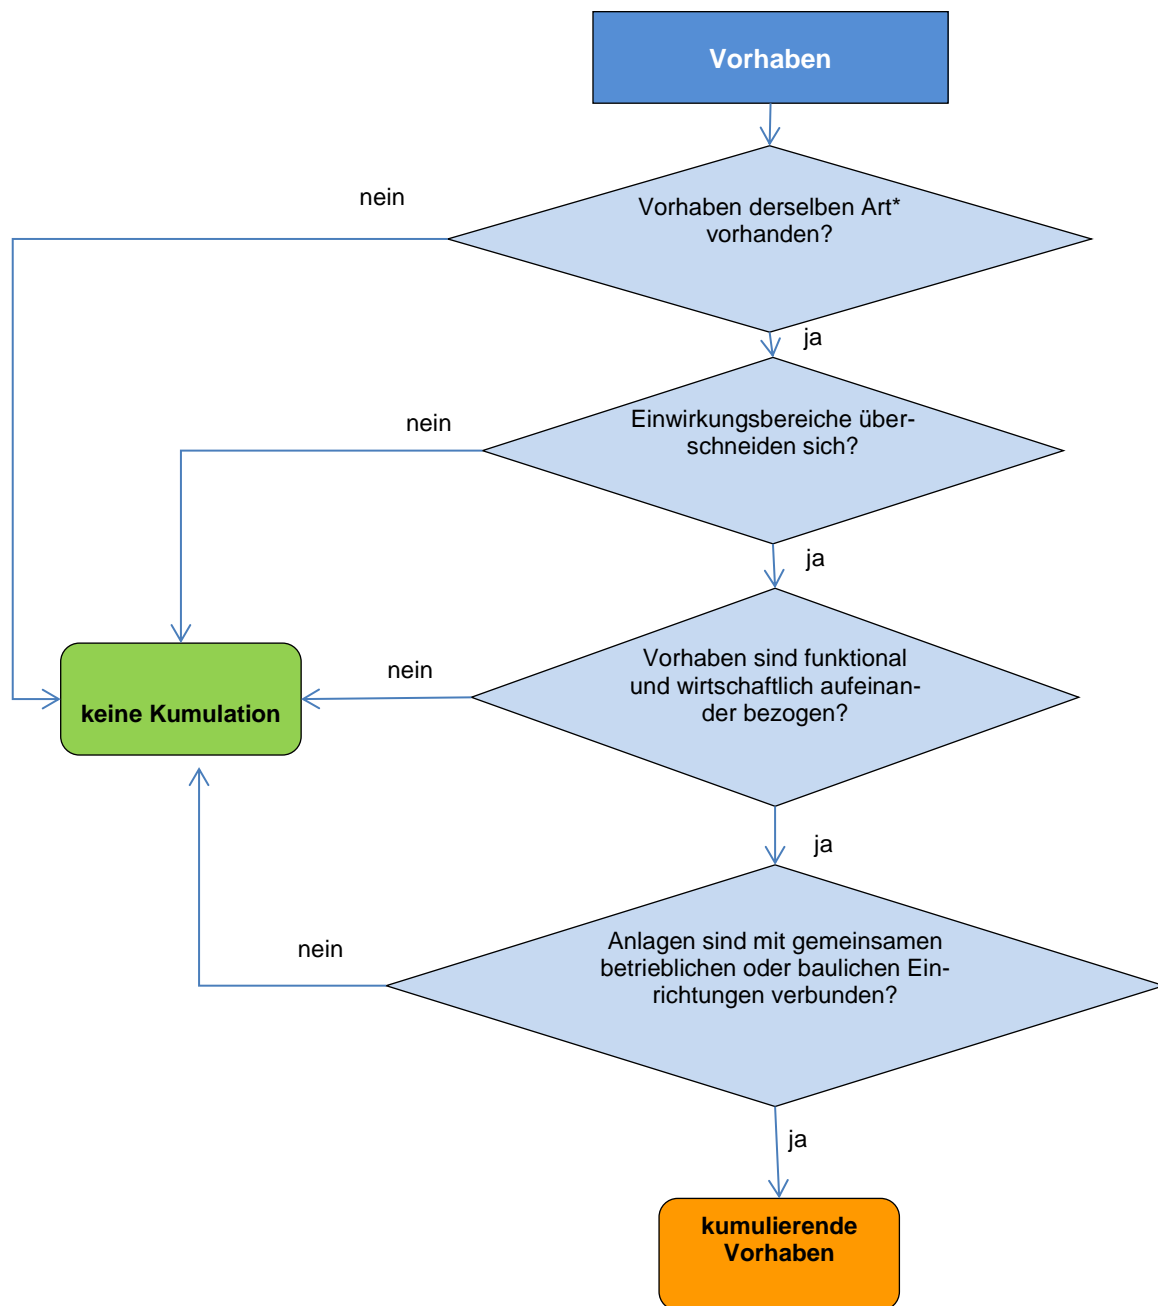 Vorhaben
nein
Vorhaben derselben Art*
vorhanden?
ja
nein
Einwirkungsbereiche über-
schneiden sich?
ja
nein
Vorhaben sind funktional
und wirtschaftlich aufeinan-
der bezogen?
keine Kumulation
ja
nein
Anlagen sind mit gemeinsamen
betrieblichen oder baulichen Ein-
richtungen verbunden?
ja
kumulierende
Vorhaben